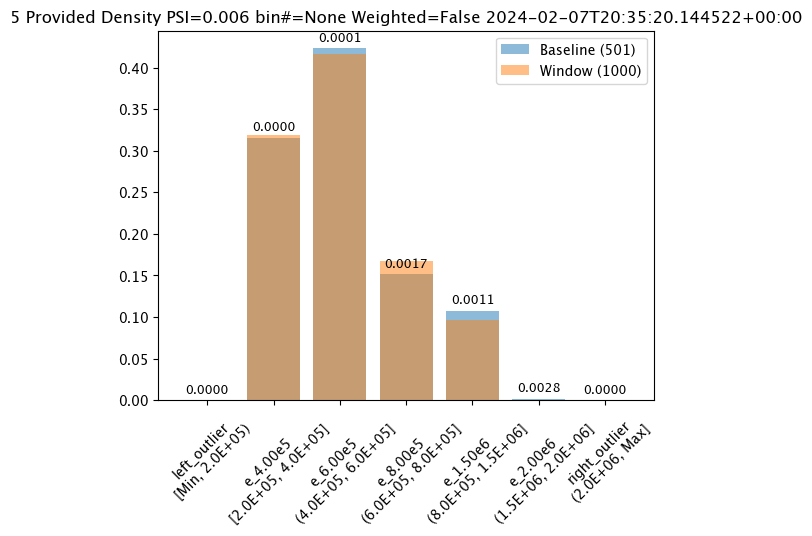 5 Provided Density PSI=0.006 bin#=None Weighted=False 2024-02-07T20:35:20.144522+00:00
Baseline (501)
Window (1000)
0.40
0.35
0.30
0.25
0.20
0.15
0.10
0.05
0.00
0.0000
0.0000
0.0001
0.0017
0.0011
0.0028
0.0000
left_outlier
[Min, 2.0E+05)
e_4.00e5
[2.0E+05, 4.0E+05]
e_6.00e5
(4.0E+05, 6.0E+05]
e_8.00e5
(6.0E+05, 8.0E+05]
e_1.50e6
(8.0E+05, 1.5E+06]
e_2.00e6
(1.5E+06, 2.0E+06]
right_outlier
(2.0E+06, Max]